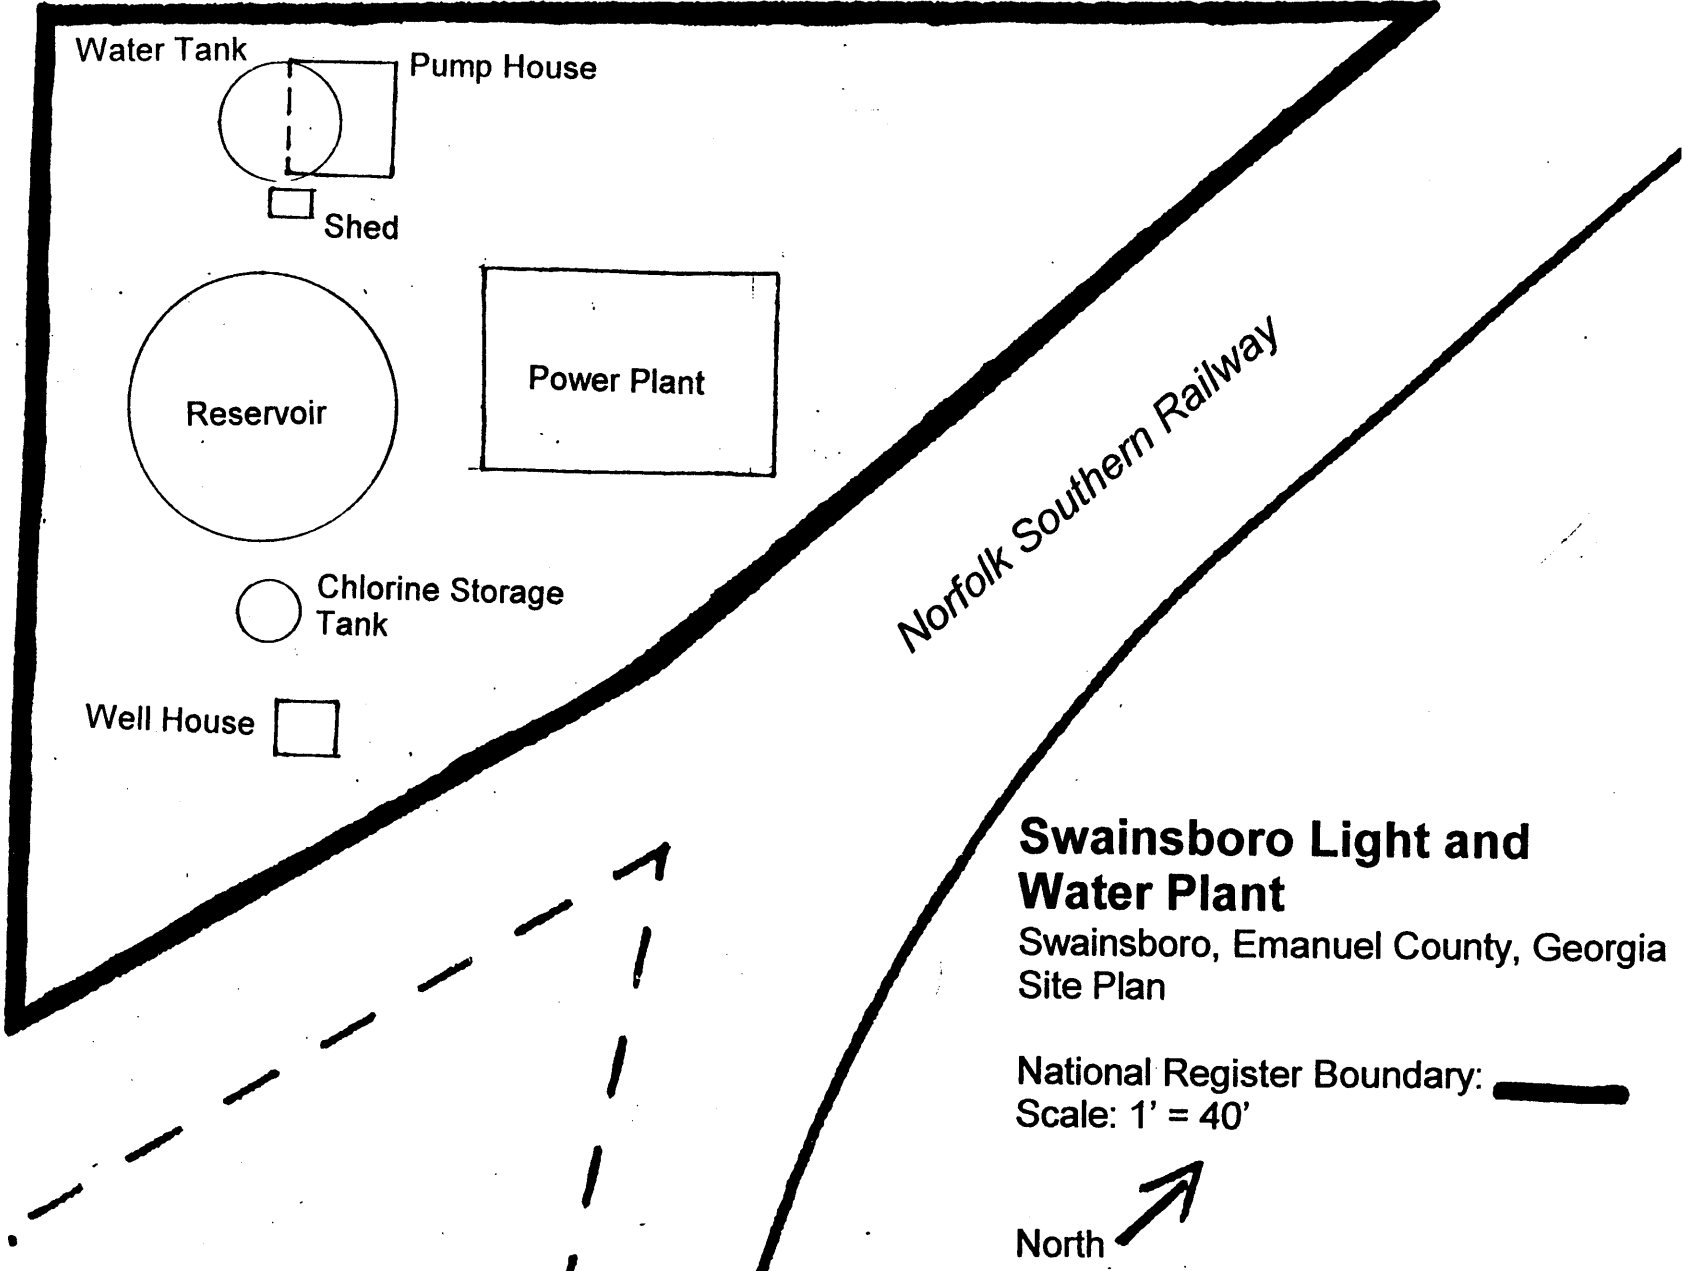 Water Tank
Pump House
Shed
Reservoir
Power Plant
Norfolk Southern Railway
Chlorine Storage
Tank
Well House
Swainsboro Light and
Water Plant
Swainsboro, Emanuel County, Georgia
Site Plan
National Register Boundary:
Scale: 1' = 40'
North